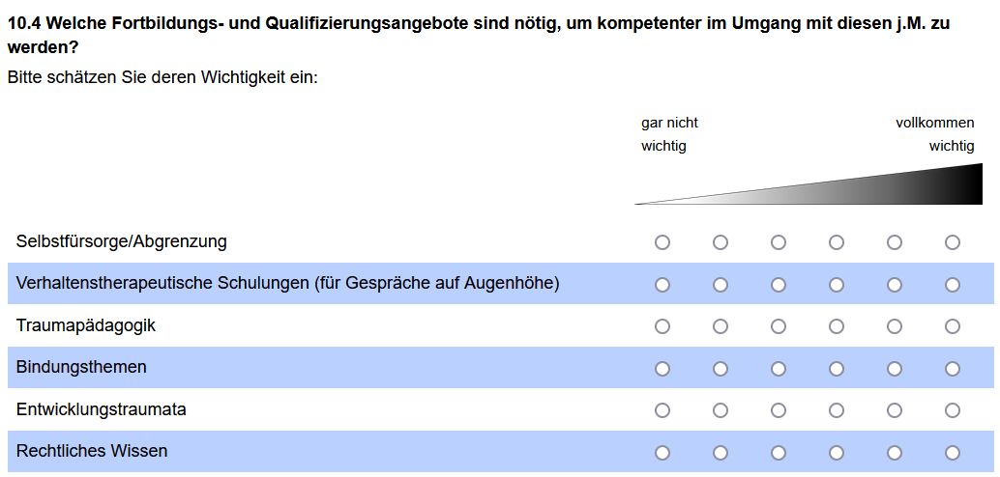 10.4 Welche Fortbildungs- und Qualifizierungsangebote sind nötig, um kompetenter im Umgang mit diesen j.M. zu
werden?
Bitte schätzen Sie deren Wichtigkeit ein:
gar nicht
wichtig
vollkommen
wichtig
Selbstfürsorge/Abgrenzung
Verhaltenstherapeutische Schulungen (für Gespräche auf Augenhöhe)
Traumapädagogik
Bindungsthemen
Entwicklungstraumata
Rechtliches Wissen